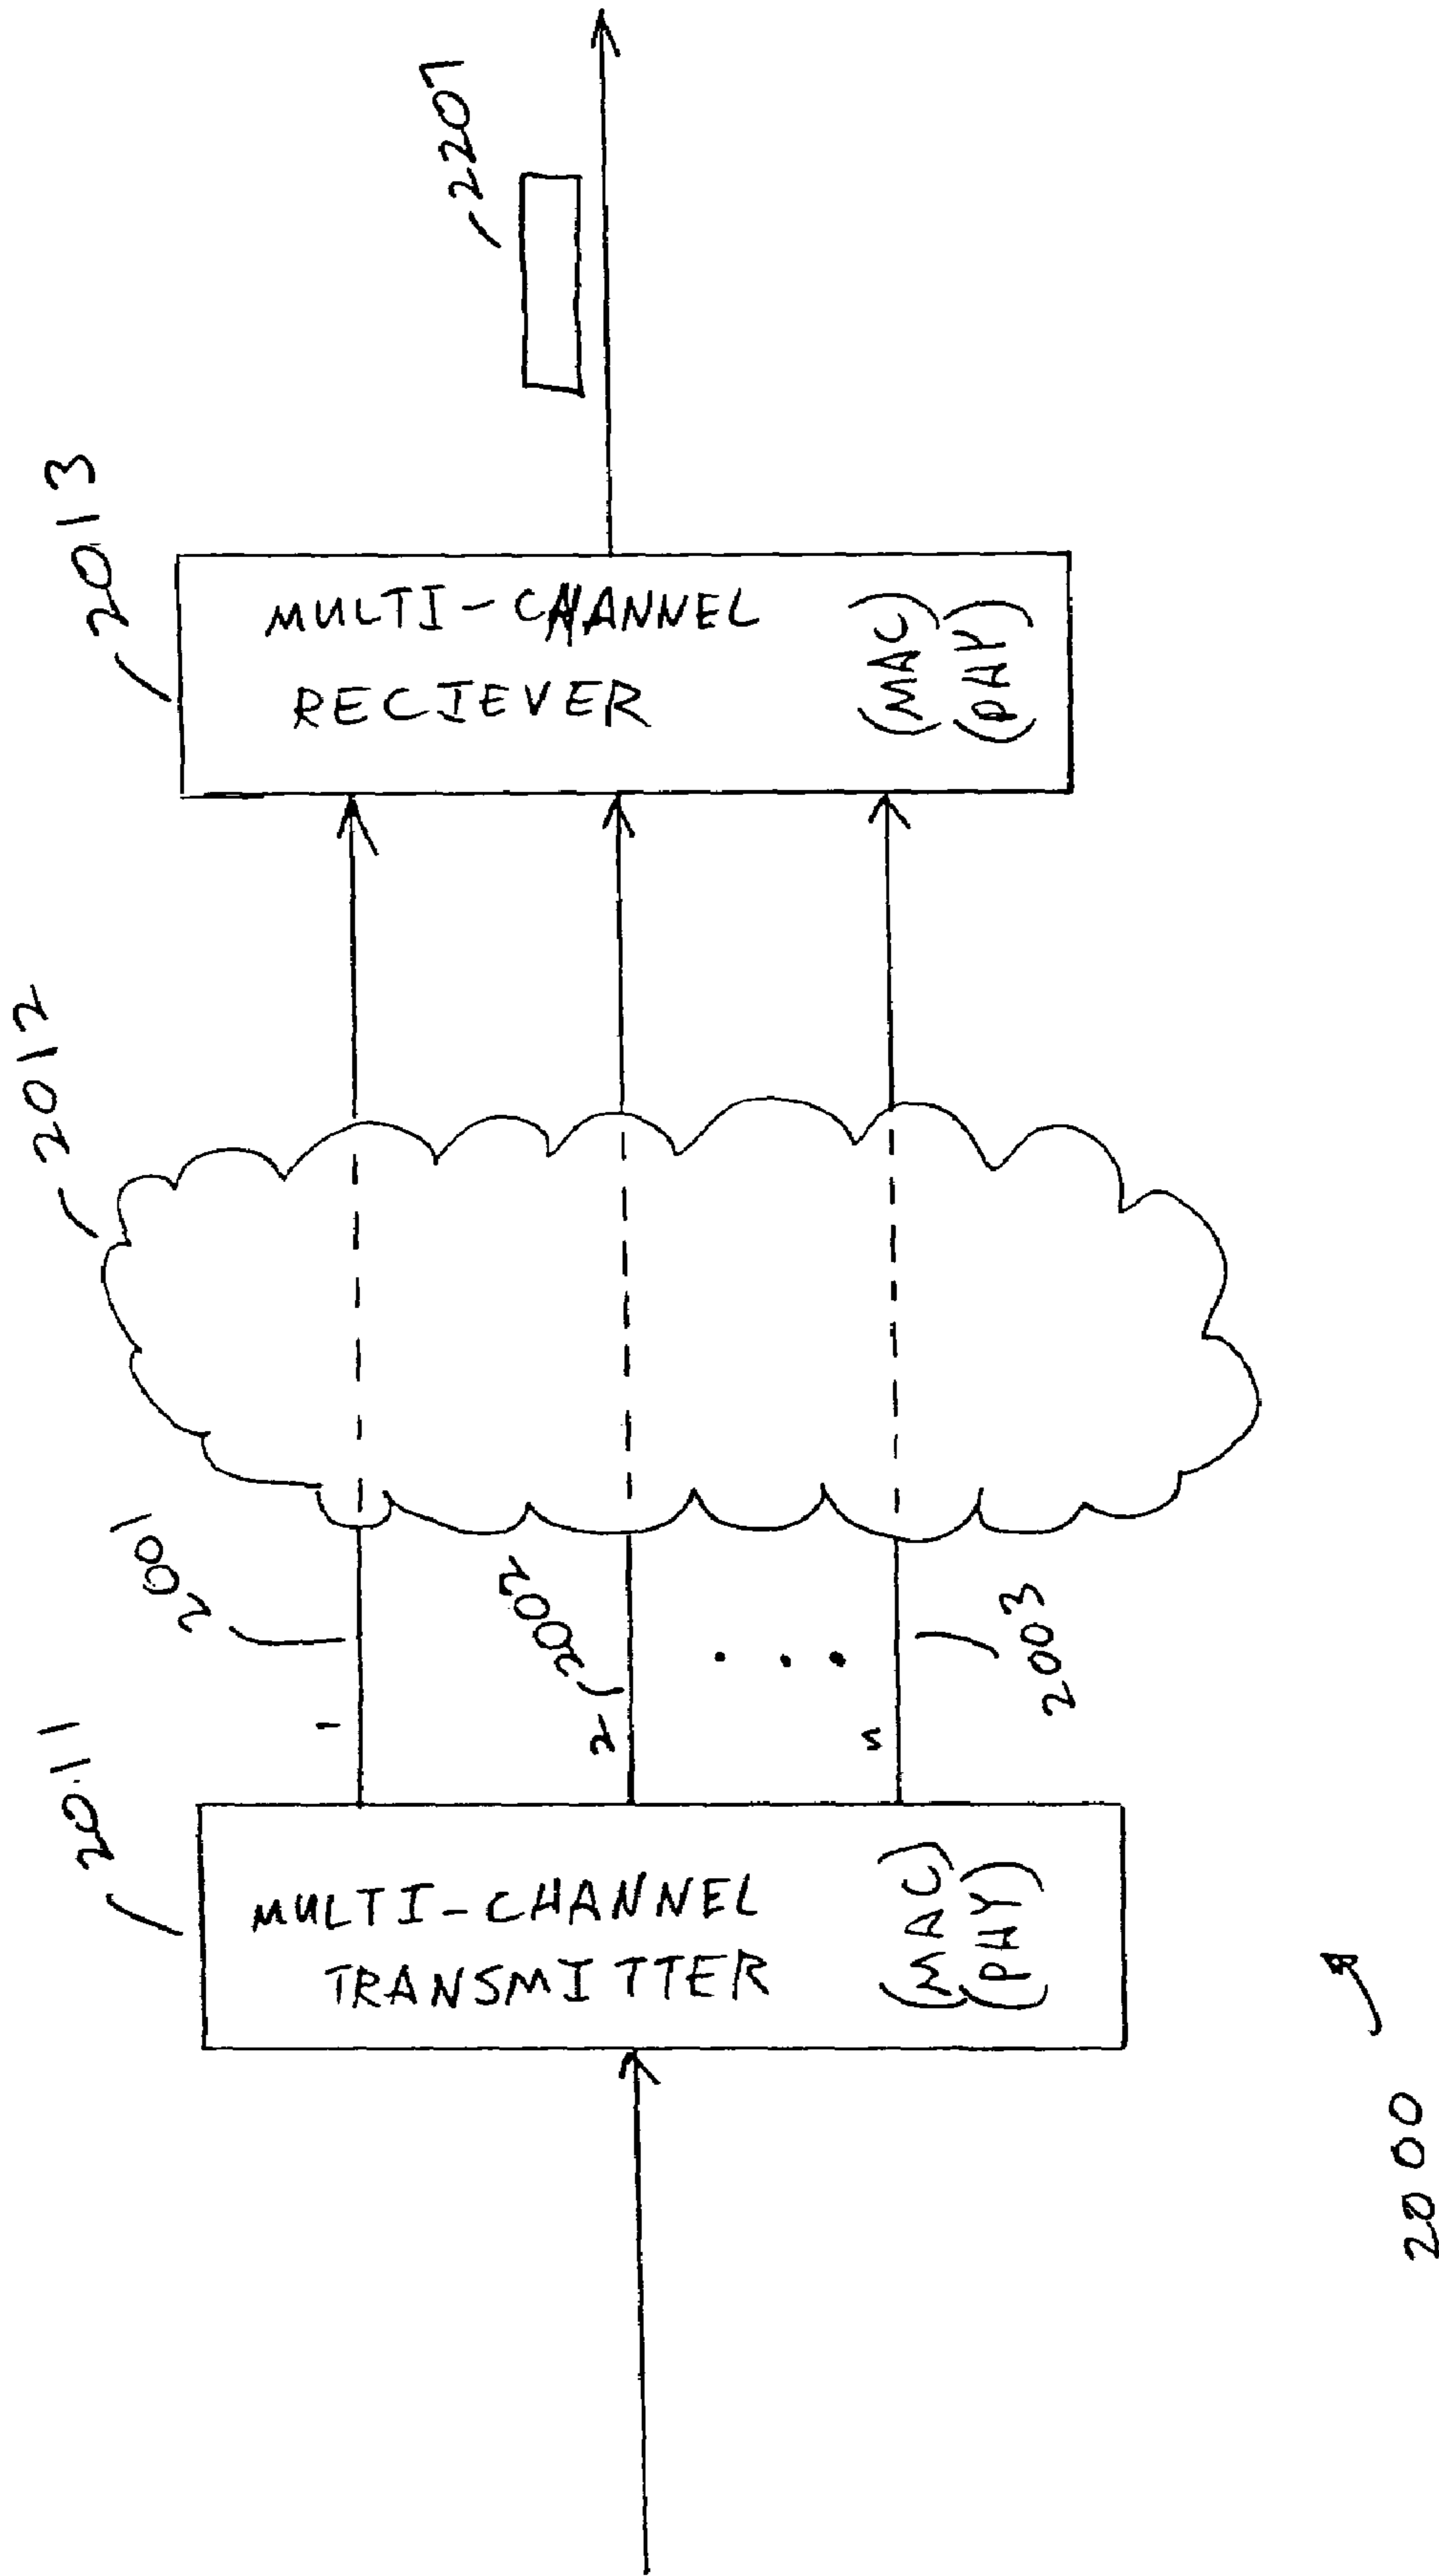 2207
2013
MULTI-CHANNEL
RECIEVER
(MAC)
(PHY)
2012
2001
2002
2003
1
2
n
2011
MULTI-CHANNEL
TRANSMITTER
(MAC)
(PHY)
2000